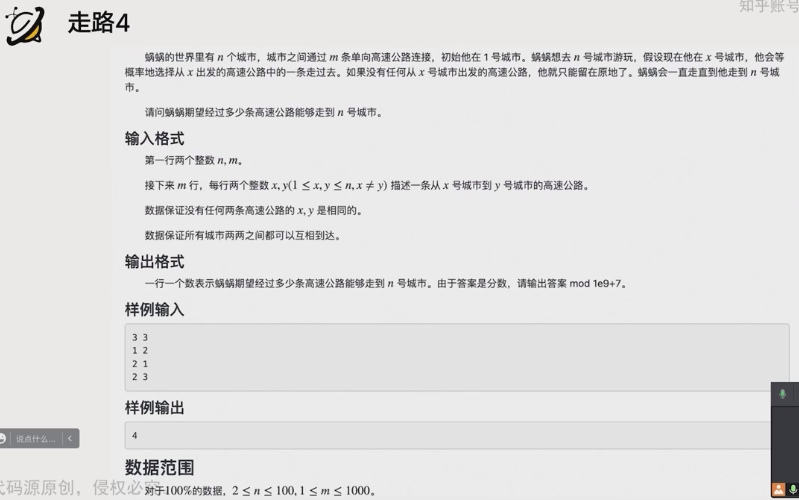 知乎账号
走路4
蜗蜗的世界里有 n 个城市，城市之间通过 m 条单向高速公路连接，初始他在 1 号城市。蜗蜗想去 n 号城市游玩，假设现在他在 x 号城市，他会等
概率地选择从 x 出发的高速公路中的一条走过去。如果没有任何从 x 号城市出发的高速公路，他就只能留在原地了。蜗蜗会一直走直到他走到 n 号城
市。
请问蜗蜗期望经过多少条高速公路能够走到 n 号城市。
输入格式
第一行两个整数 n, m。
接下来 m 行，每行两个整数 x, y(1 ≤ x, y ≤ n, x ≠ y) 描述一条从 x 号城市到 y 号城市的高速公路。
数据保证没有任何两条高速公路的 x, y 是相同的。
数据保证所有城市两两之间都可以互相到达。
输出格式
一行一个数表示蜗蜗期望经过多少条高速公路能够走到 n 号城市。由于答案是分数，请输出答案 mod 1e9+7。
样例输入
3 3
1 2
2 1
2 3
样例输出
4
说点什么...
数据范围
代码源原创，侵权必究
对于100%的数据，2 ≤ n ≤ 100, 1 ≤ m ≤ 1000。